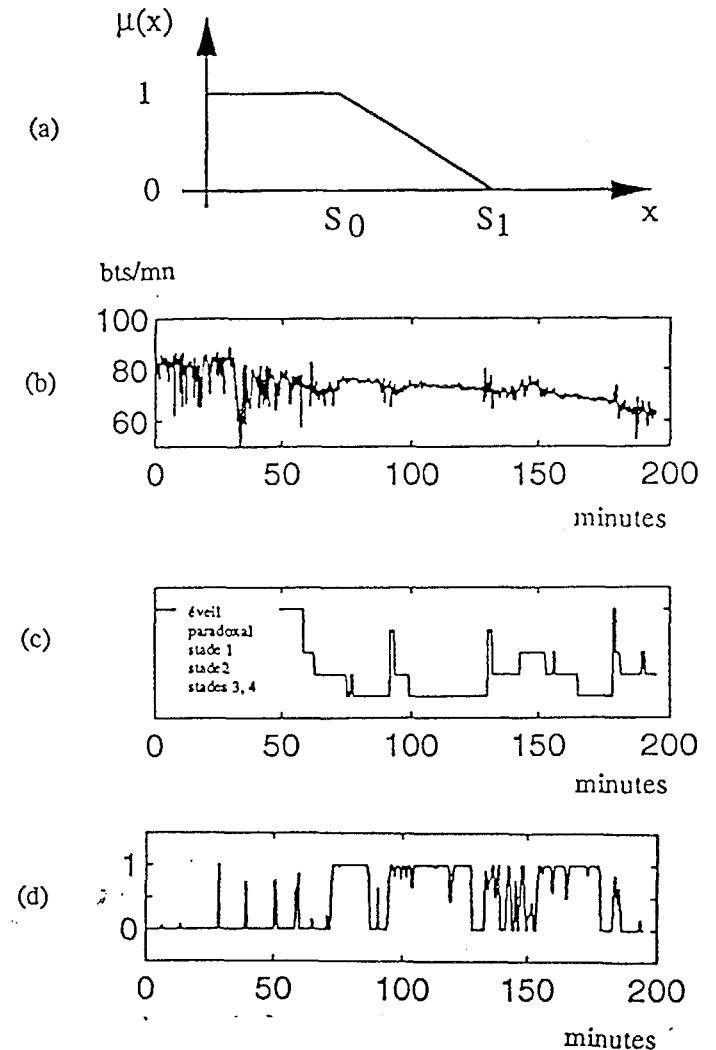 μ(x)
1
(a)
0
S0 S1 x
bts/mn
100
(b) 80
60
0 50 100 150 200
minutes
éveil
(c) paradoxal
stade 1
stade2
stades 3, 4
0 50 100 150 200
minutes
1
(d)
0
0 50 100 150 200
minutes